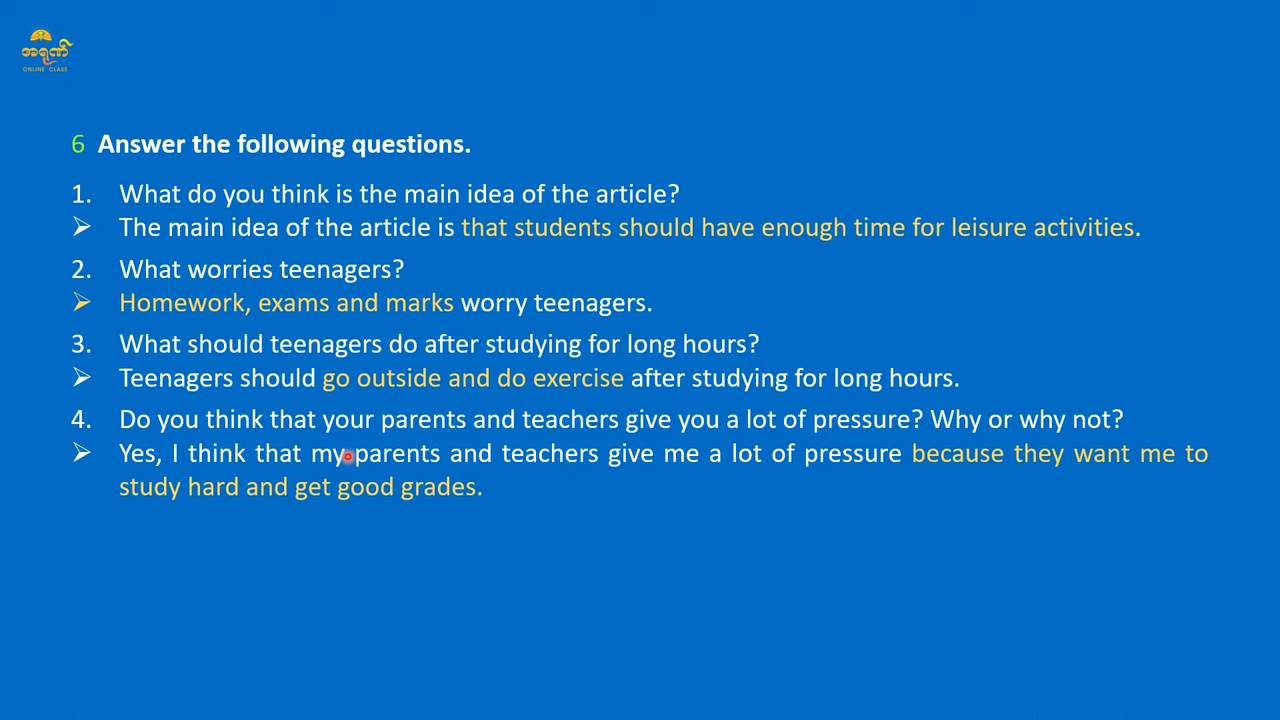 အရုဏ်
ONLINE CLASS
6 Answer the following questions.
1. What do you think is the main idea of the article?
➢ The main idea of the article is that students should have enough time for leisure activities.
2. What worries teenagers?
➢ Homework, exams and marks worry teenagers.
3. What should teenagers do after studying for long hours?
➢ Teenagers should go outside and do exercise after studying for long hours.
4. Do you think that your parents and teachers give you a lot of pressure? Why or why not?
➢ Yes, I think that my parents and teachers give me a lot of pressure because they want me to
study hard and get good grades.